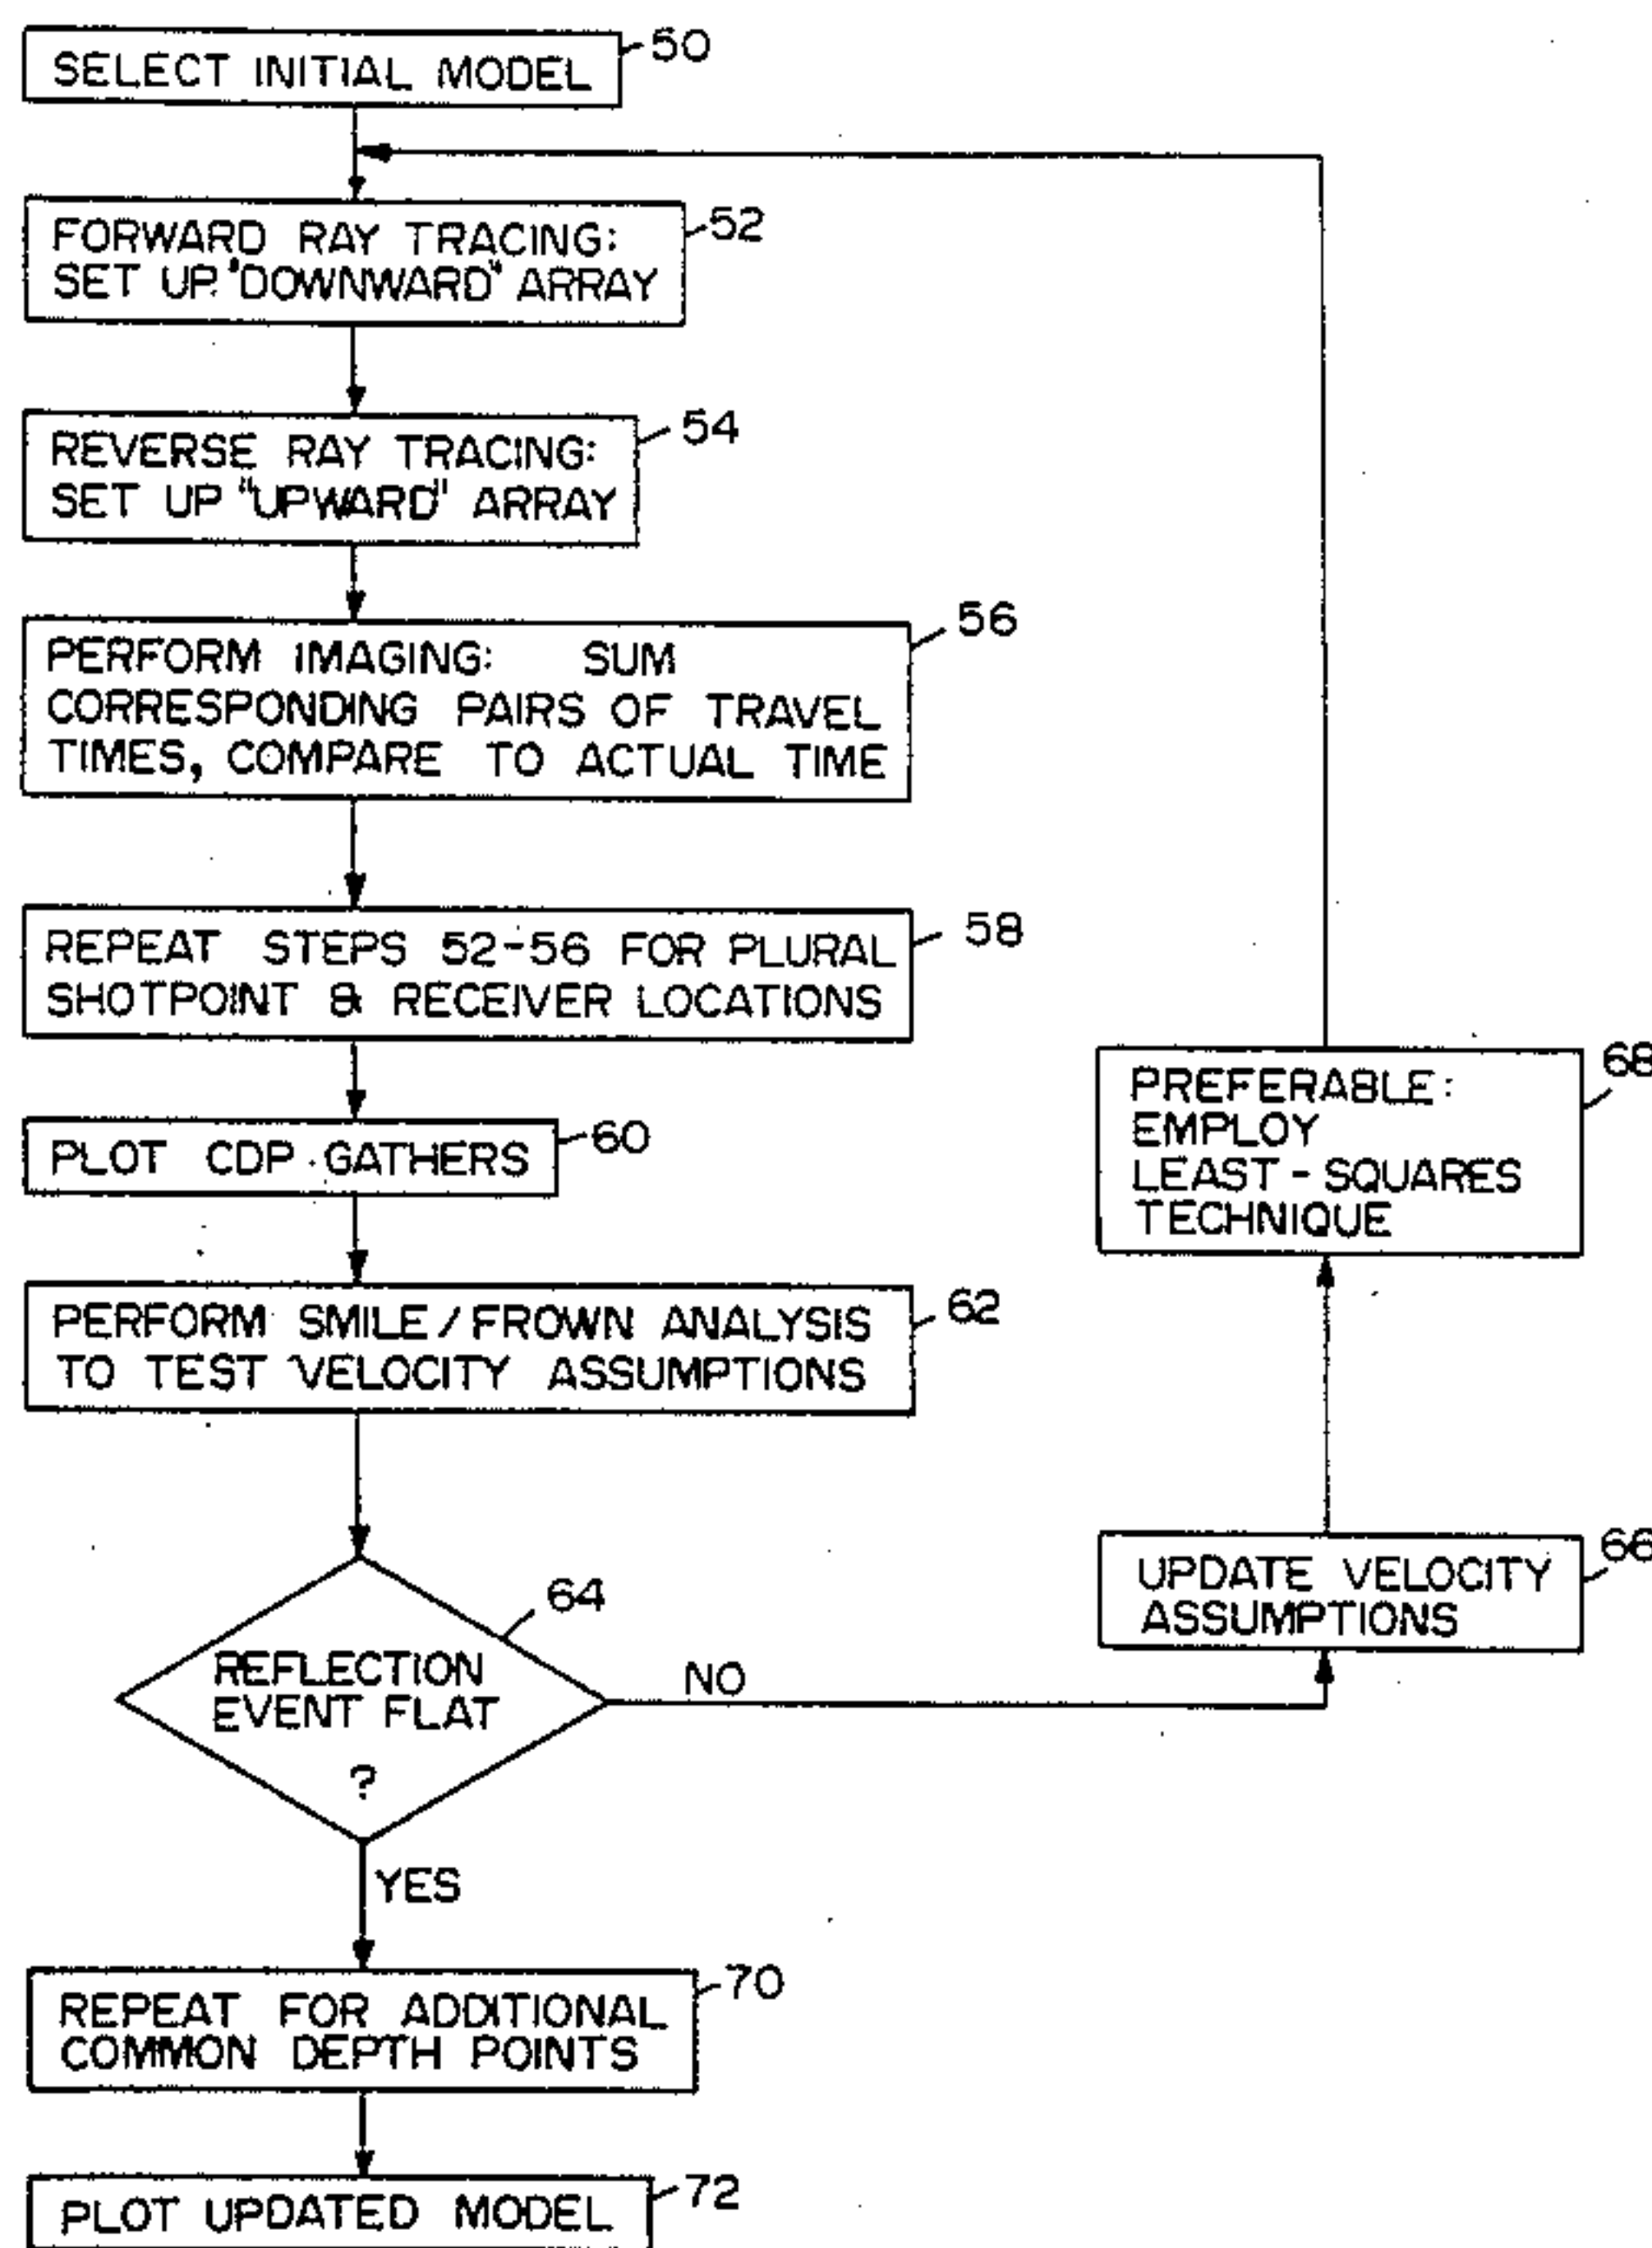 SELECT INITIAL MODEL
50
FORWARD RAY TRACING:
SET UP "DOWNWARD" ARRAY
52
REVERSE RAY TRACING:
SET UP "UPWARD" ARRAY
54
PERFORM IMAGING: SUM
CORRESPONDING PAIRS OF TRAVEL
TIMES, COMPARE TO ACTUAL TIME
56
REPEAT STEPS 52-56 FOR PLURAL
SHOTPOINT & RECEIVER LOCATIONS
58
PLOT CDP GATHERS
60
PERFORM SMILE/FROWN ANALYSIS
TO TEST VELOCITY ASSUMPTIONS
62
REFLECTION
EVENT FLAT
?
64
NO
UPDATE VELOCITY
ASSUMPTIONS
66
PREFERABLE:
EMPLOY
LEAST-SQUARES
TECHNIQUE
68
YES
REPEAT FOR ADDITIONAL
COMMON DEPTH POINTS
70
PLOT UPDATED MODEL
72